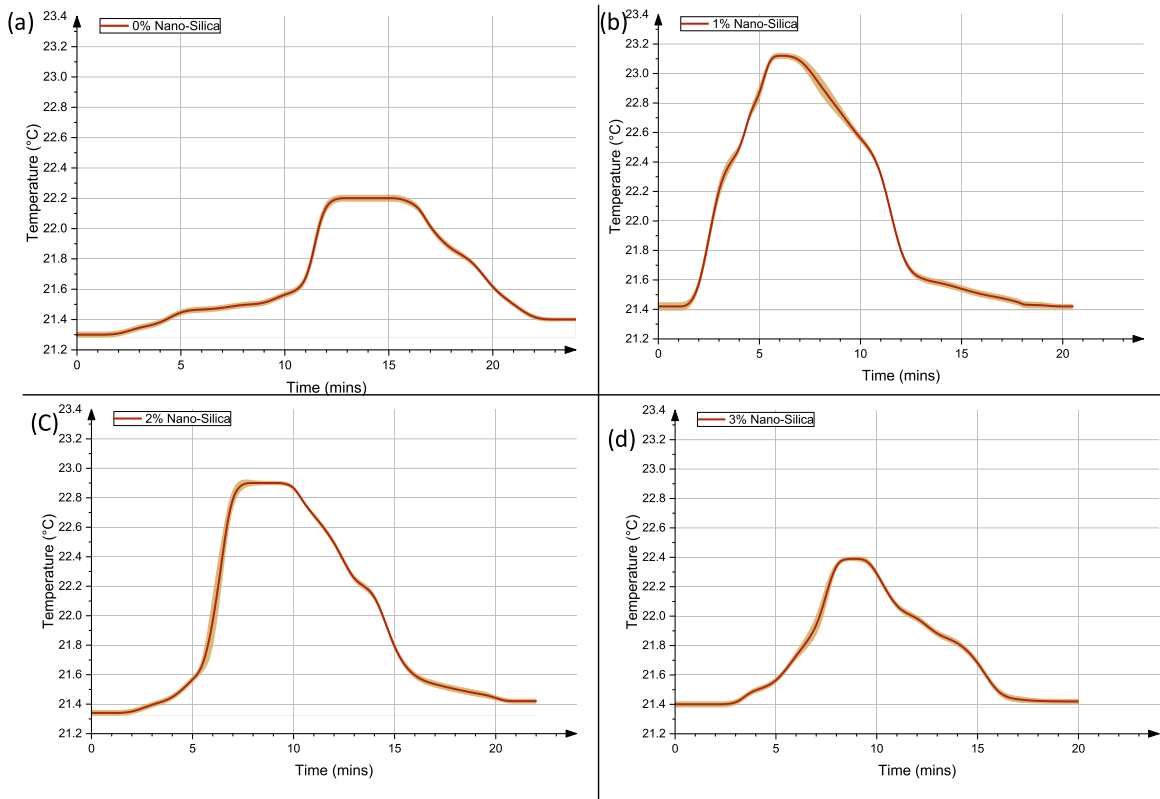 (a)
0% Nano-Silica
23.4
23.2
23.0
22.8
22.6
22.4
22.2
22.0
21.8
21.6
21.4
21.2
Temperature (°C)
0 5 10 15 20
Time (mins)
(b)
1% Nano-Silica
23.4
23.2
23.0
22.8
22.6
22.4
22.2
22.0
21.8
21.6
21.4
21.2
Temperature (°C)
0 5 10 15 20
Time (mins)
(C)
2% Nano-Silica
23.4
23.2
23.0
22.8
22.6
22.4
22.2
22.0
21.8
21.6
21.4
21.2
Temperature (°C)
0 5 10 15 20
Time (mins)
(d)
3% Nano-Silica
23.4
23.2
23.0
22.8
22.6
22.4
22.2
22.0
21.8
21.6
21.4
21.2
Temperature (°C)
0 5 10 15 20
Time (mins)